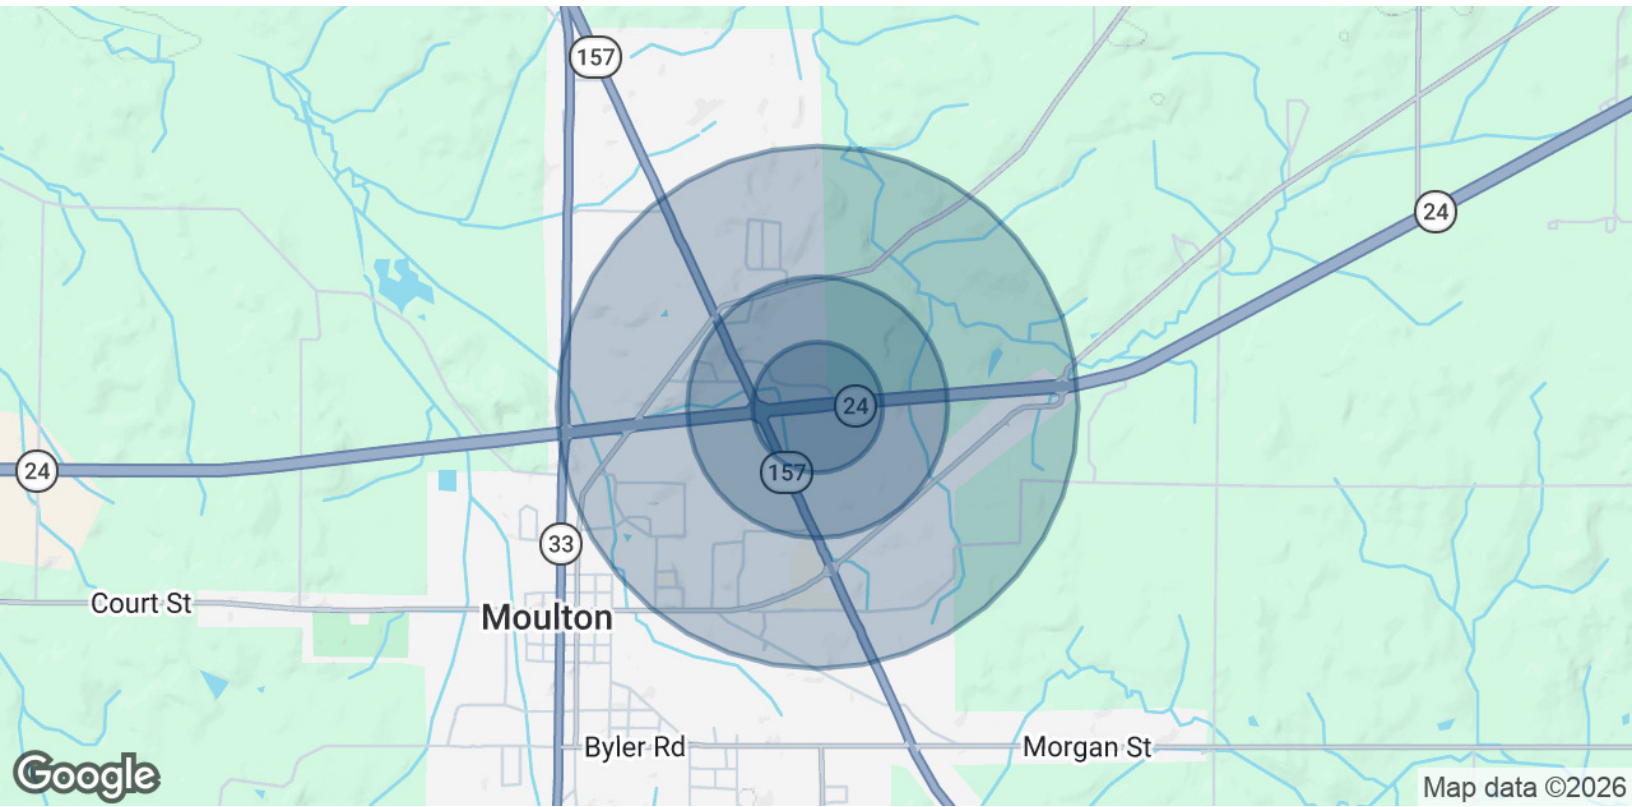 157
24
24
24
157
33
Court St
Moulton
Byler Rd
Morgan St
Google
Map data ©2026